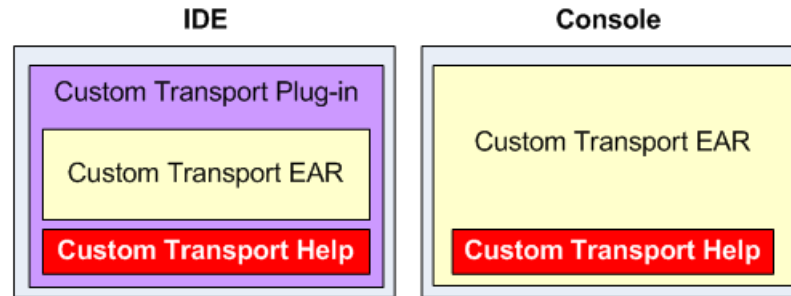 IDE
Custom Transport Plug-in
Custom Transport EAR
Custom Transport Help
Console
Custom Transport EAR
Custom Transport Help